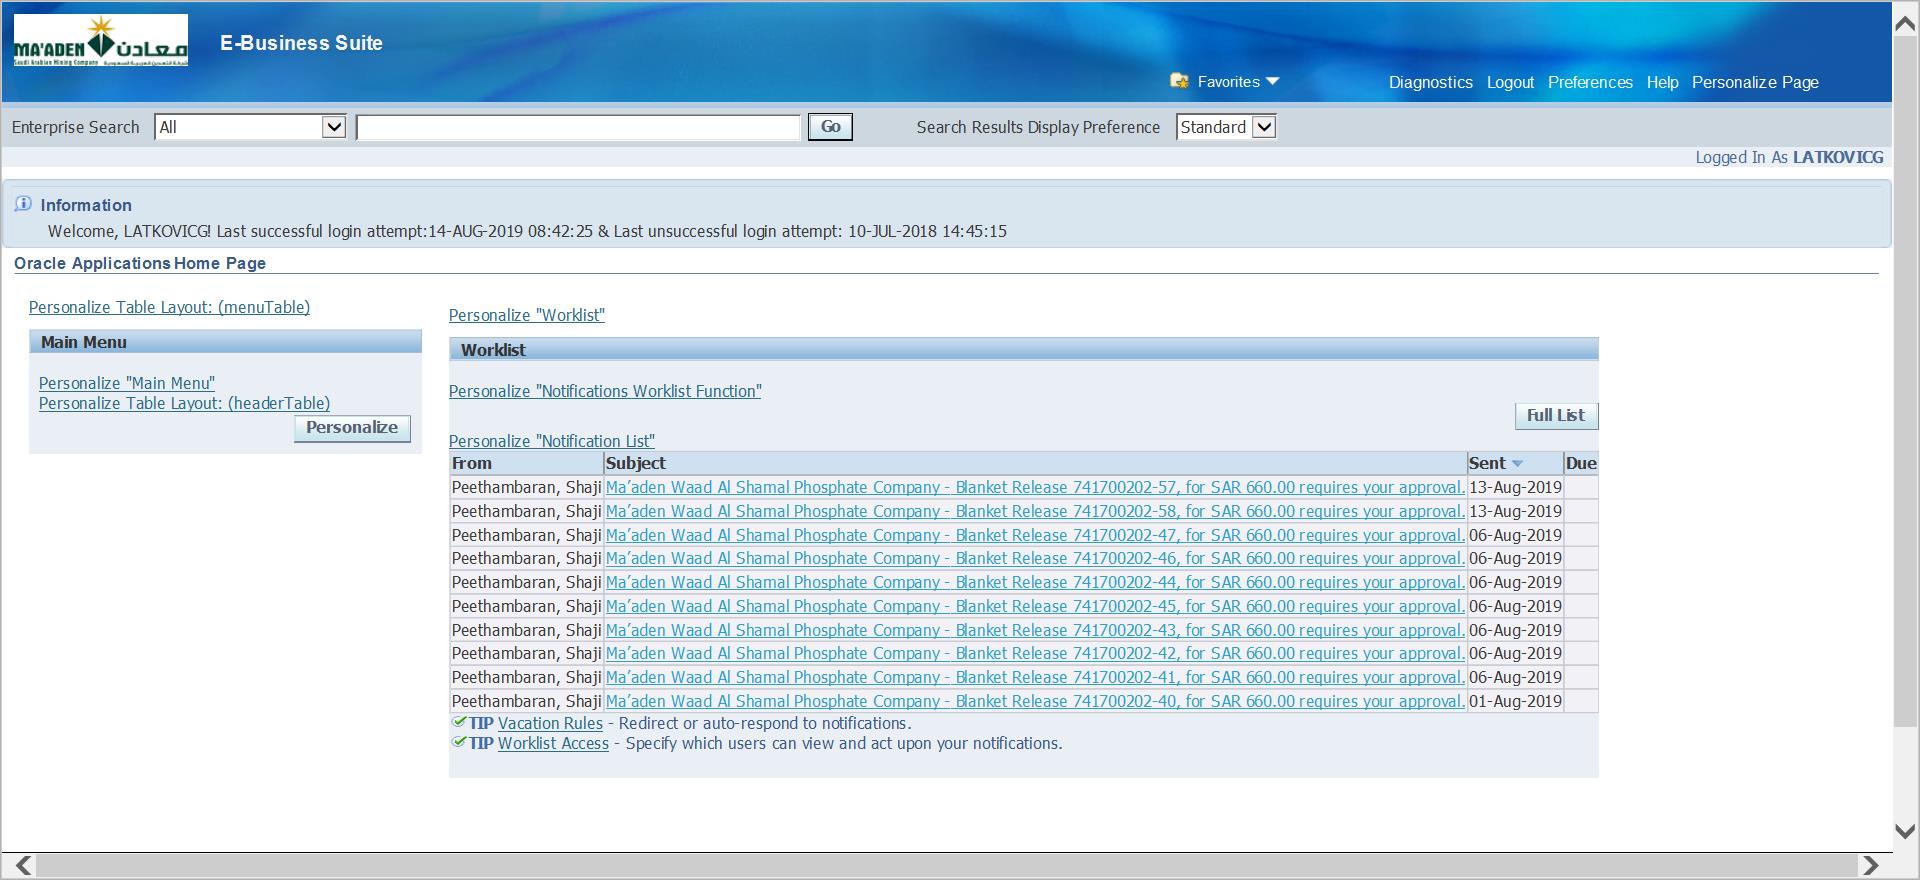 MA'ADEN معادن
Saudi Arabian Mining Company شركة التعدين العربية السعودية
E-Business Suite
Favorites Diagnostics Logout Preferences Help Personalize Page
Enterprise Search All Go Search Results Display Preference Standard
Logged In As LATKOVICG
Information
Welcome, LATKOVICG! Last successful login attempt:14-AUG-2019 08:42:25 & Last unsuccessful login attempt: 10-JUL-2018 14:45:15
Oracle Applications Home Page
Personalize Table Layout: (menuTable)
Main Menu
Personalize "Main Menu"
Personalize Table Layout: (headerTable)
Personalize
Personalize "Worklist"
Worklist
Personalize "Notifications Worklist Function"
Full List
Personalize "Notification List"
From Subject Sent Due
Peethambaran, Shaji Ma’aden Waad Al Shamal Phosphate Company - Blanket Release 741700202-57, for SAR 660.00 requires your approval. 13-Aug-2019
Peethambaran, Shaji Ma’aden Waad Al Shamal Phosphate Company - Blanket Release 741700202-58, for SAR 660.00 requires your approval. 13-Aug-2019
Peethambaran, Shaji Ma’aden Waad Al Shamal Phosphate Company - Blanket Release 741700202-47, for SAR 660.00 requires your approval. 06-Aug-2019
Peethambaran, Shaji Ma’aden Waad Al Shamal Phosphate Company - Blanket Release 741700202-46, for SAR 660.00 requires your approval. 06-Aug-2019
Peethambaran, Shaji Ma’aden Waad Al Shamal Phosphate Company - Blanket Release 741700202-44, for SAR 660.00 requires your approval. 06-Aug-2019
Peethambaran, Shaji Ma’aden Waad Al Shamal Phosphate Company - Blanket Release 741700202-45, for SAR 660.00 requires your approval. 06-Aug-2019
Peethambaran, Shaji Ma’aden Waad Al Shamal Phosphate Company - Blanket Release 741700202-43, for SAR 660.00 requires your approval. 06-Aug-2019
Peethambaran, Shaji Ma’aden Waad Al Shamal Phosphate Company - Blanket Release 741700202-42, for SAR 660.00 requires your approval. 06-Aug-2019
Peethambaran, Shaji Ma’aden Waad Al Shamal Phosphate Company - Blanket Release 741700202-41, for SAR 660.00 requires your approval. 06-Aug-2019
Peethambaran, Shaji Ma’aden Waad Al Shamal Phosphate Company - Blanket Release 741700202-40, for SAR 660.00 requires your approval. 01-Aug-2019
TIP Vacation Rules - Redirect or auto-respond to notifications.
TIP Worklist Access - Specify which users can view and act upon your notifications.